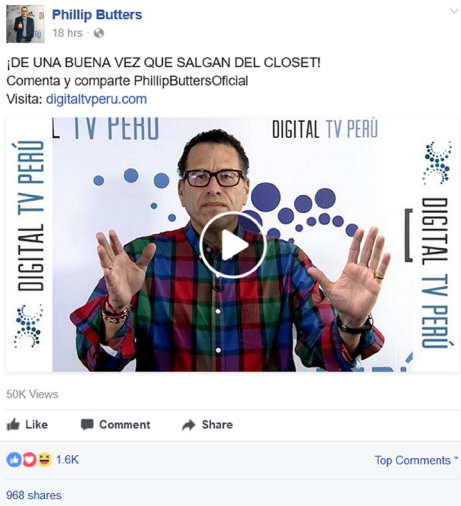 Phillip Butters
18 hrs ·
¡DE UNA BUENA VEZ QUE SALGAN DEL CLOSET!
Comenta y comparte PhillipButtersOficial
Visita: digitaltvperu.com
L TV PERÚ
DIGITAL TV PERÚ
DIGITAL TV PERÚ
DIGITAL TV PERÚ
50K Views
Like Comment Share
1.6K Top Comments
968 shares